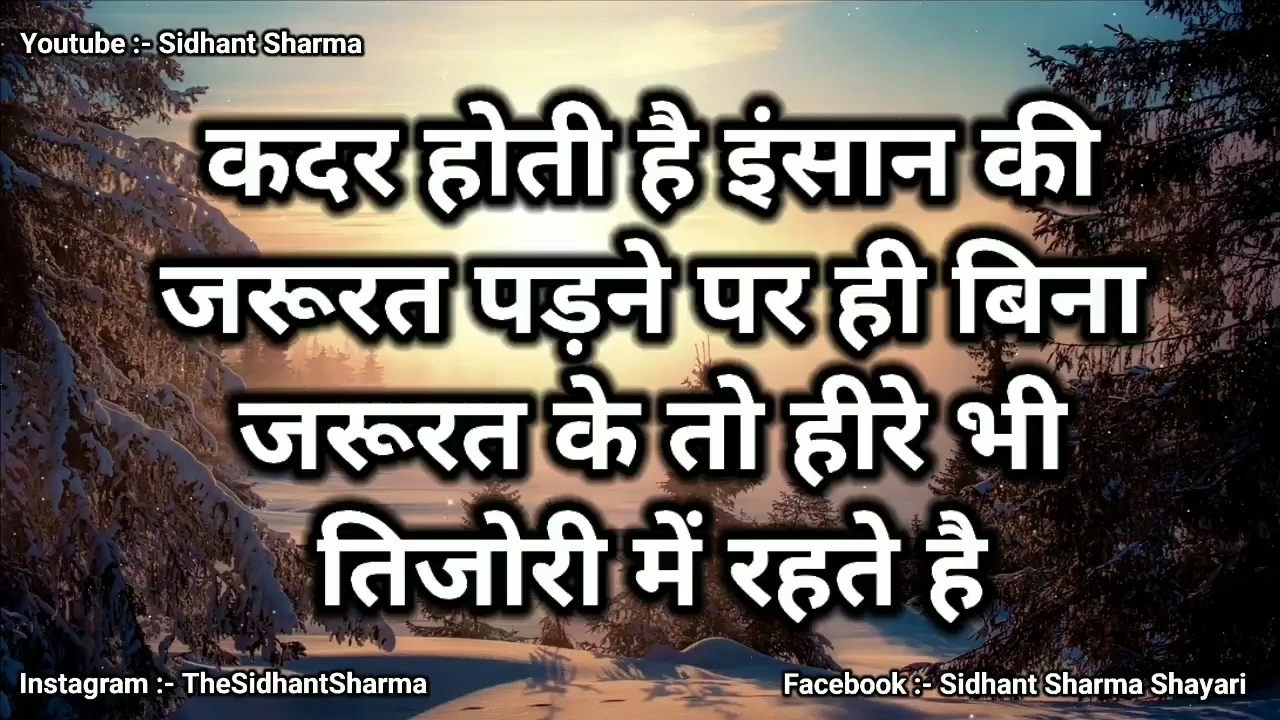 Youtube :- Sidhant Sharma
कदर होती है इंसान की
जरूरत पड़ने पर ही बिना
जरूरत के तो हीरे भी
तिजोरी में रहते है
Instagram :- TheSidhantSharma
Facebook :- Sidhant Sharma Shayari